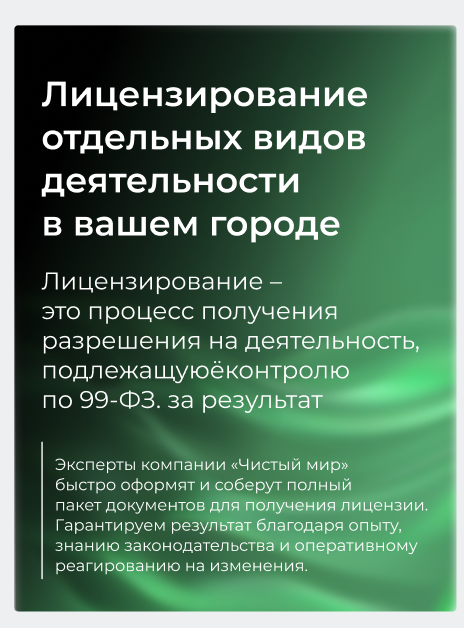 Лицензирование
отдельных видов
деятельности
в вашем городе
Лицензирование –
это процесс получения
разрешения на деятельность,
подлежащуюёконтролю
по 99-ФЗ. за результат
Эксперты компании «Чистый мир»
быстро оформят и соберут полный
пакет документов для получения лицензии.
Гарантируем результат благодаря опыту,
знанию законодательства и оперативному
реагированию на изменения.